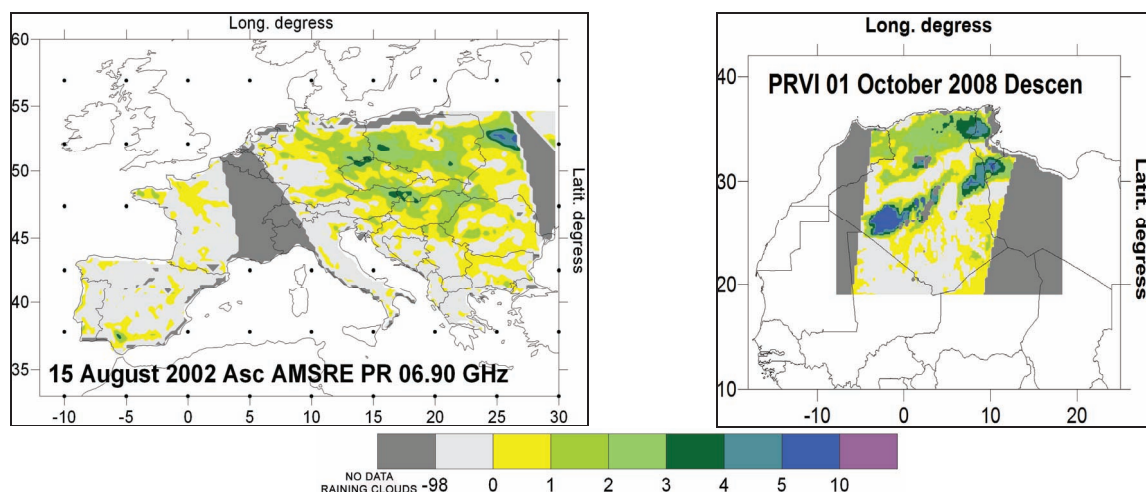 Long. degress
60
55
50
45
40
35
Latt. degress
15 August 2002 Asc AMSRE PR 06.90 GHz
-10 -5 0 5 10 15 20 25 30
Long. degress
PRVI 01 October 2008 Descen
40
30
20
10
Latt. degress
-10 0 10 20
NO DATA
RAINING CLOUDS -98 0 1 2 3 4 5 10